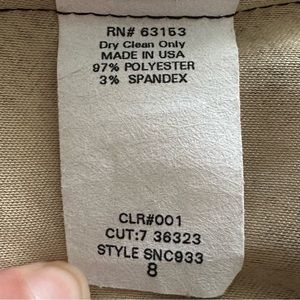 RN# 63153
Dry Clean Only
MADE IN USA
97% POLYESTER
3% SPANDEX
CLR#001
CUT:7 36323
STYLE SNC933
8